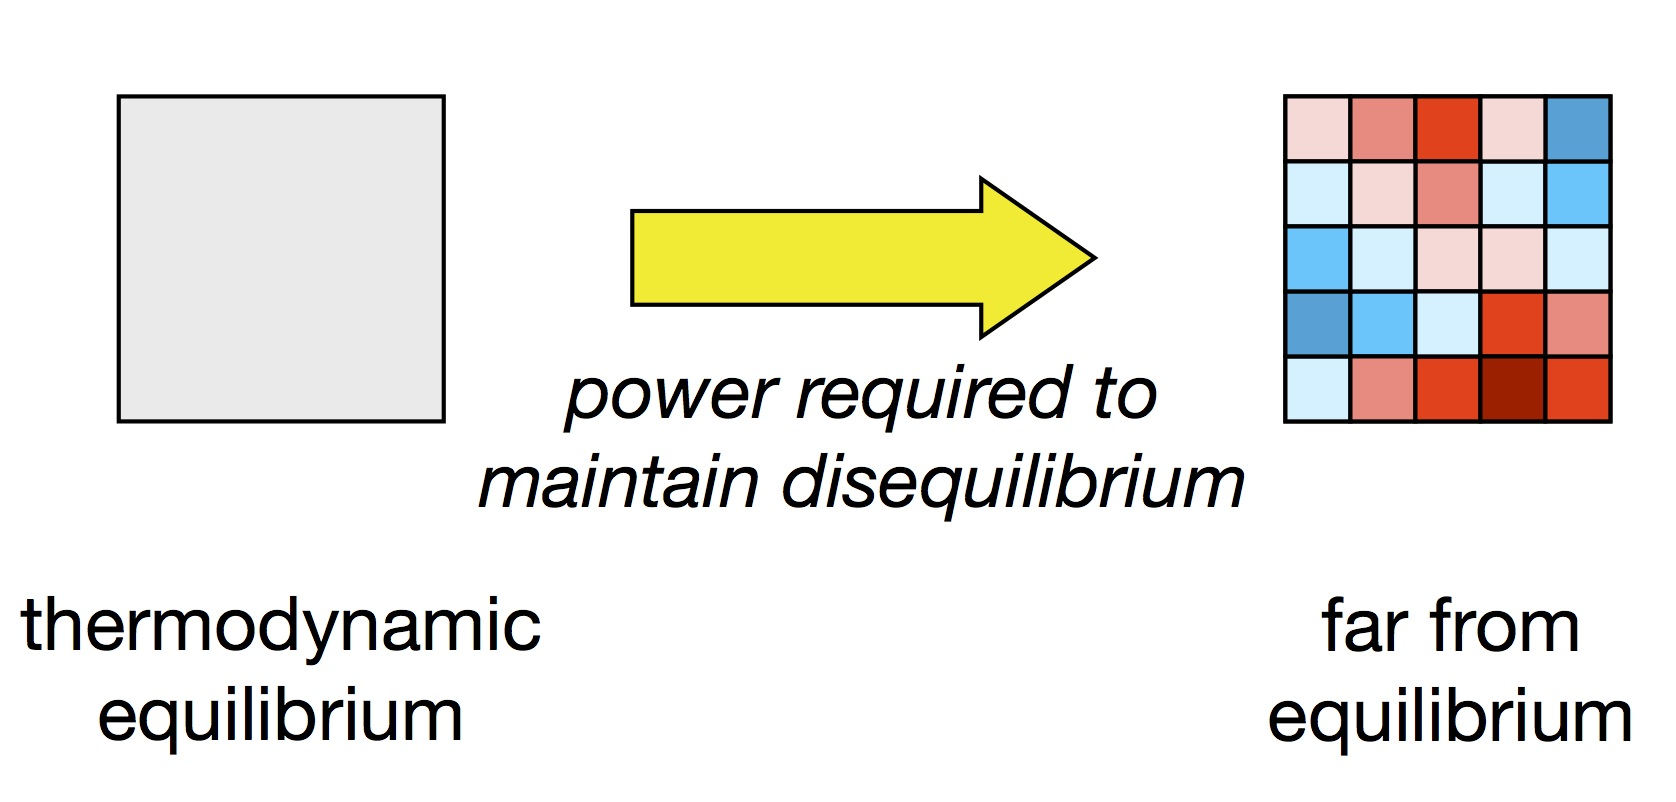 power required to
maintain disequilibrium
thermodynamic
equilibrium
far from
equilibrium